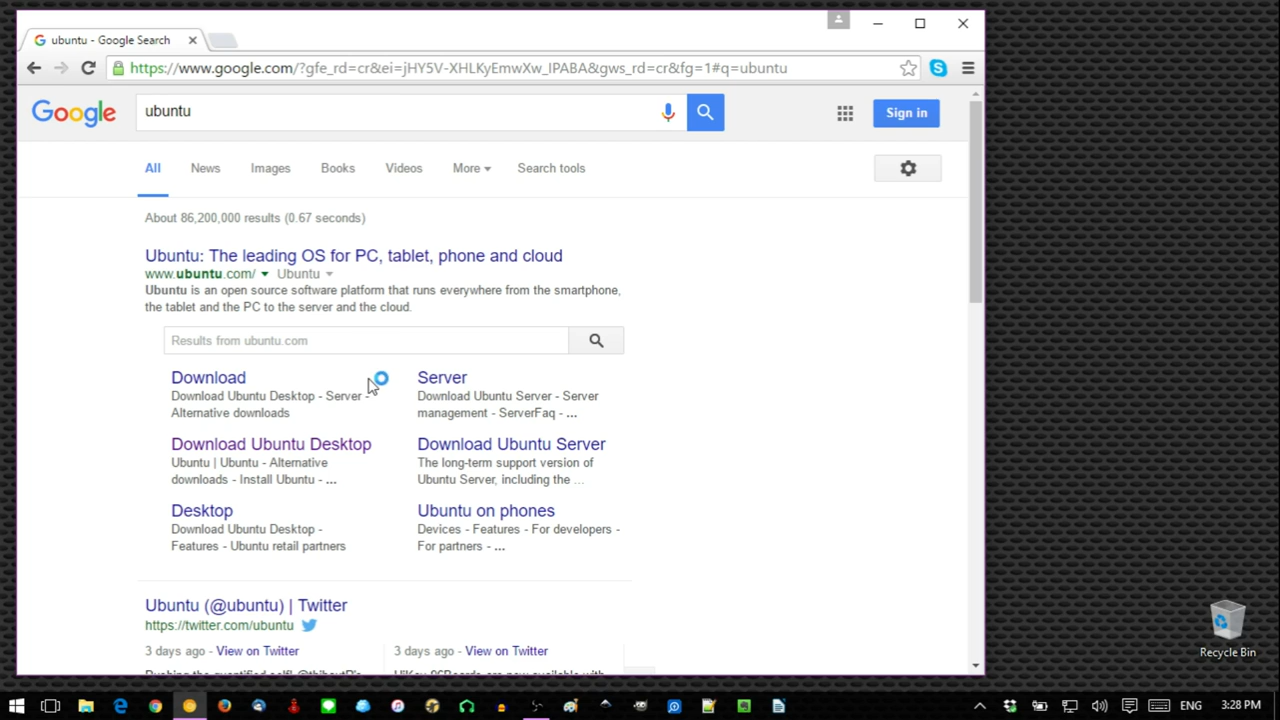 ubuntu - Google Search
https://www.google.com/?gfe_rd=cr&ei=jHY5V-XHLKyEmwXw_IPABA&gws_rd=cr&fg=1#q=ubuntu
Google
ubuntu
Sign in
All News Images Books Videos More Search tools
About 86,200,000 results (0.67 seconds)
Ubuntu: The leading OS for PC, tablet, phone and cloud
www.ubuntu.com/ Ubuntu
Ubuntu is an open source software platform that runs everywhere from the smartphone,
the tablet and the PC to the server and the cloud.
Results from ubuntu.com
Download
Download Ubuntu Desktop - Server -
Alternative downloads
Server
Download Ubuntu Server - Server
management - ServerFaq - ...
Download Ubuntu Desktop
Ubuntu | Ubuntu - Alternative
downloads - Install Ubuntu - ...
Download Ubuntu Server
The long-term support version of
Ubuntu Server, including the ...
Desktop
Download Ubuntu Desktop -
Features - Ubuntu retail partners
Ubuntu on phones
Devices - Features - For developers -
For partners - ...
Ubuntu (@ubuntu) | Twitter
https://twitter.com/ubuntu
3 days ago - View on Twitter
3 days ago - View on Twitter
Recycle Bin
ENG 3:28 PM